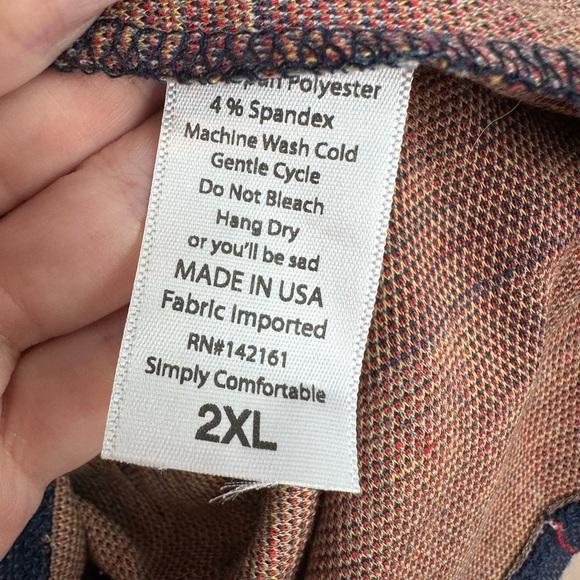 Polyester
4% Spandex
Machine Wash Cold
Gentle Cycle
Do Not Bleach
Hang Dry
or you'll be sad
MADE IN USA
Fabric Imported
RN#142161
Simply Comfortable
2XL